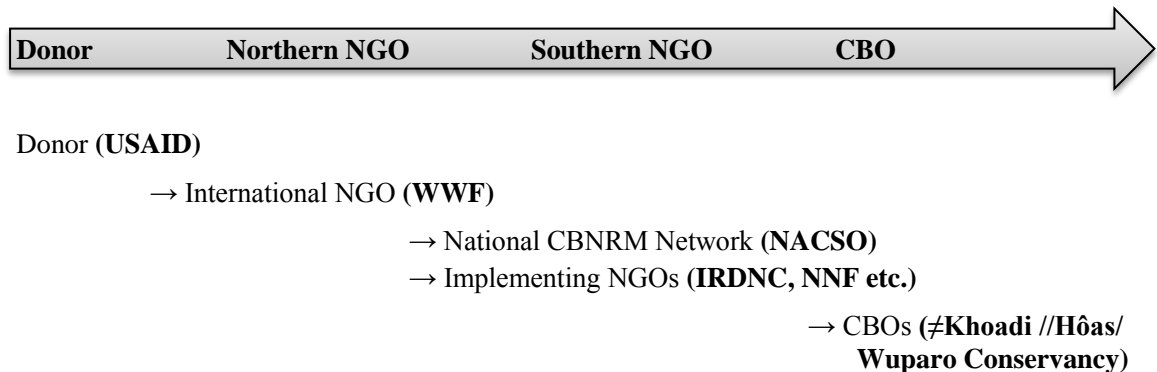 Donor Northern NGO Southern NGO CBO
Donor (USAID)
→ International NGO (WWF)
→ National CBNRM Network (NACSO)
→ Implementing NGOs (IRDNC, NNF etc.)
→ CBOs (≠Khoadi //Hôas/
Wuparo Conservancy)